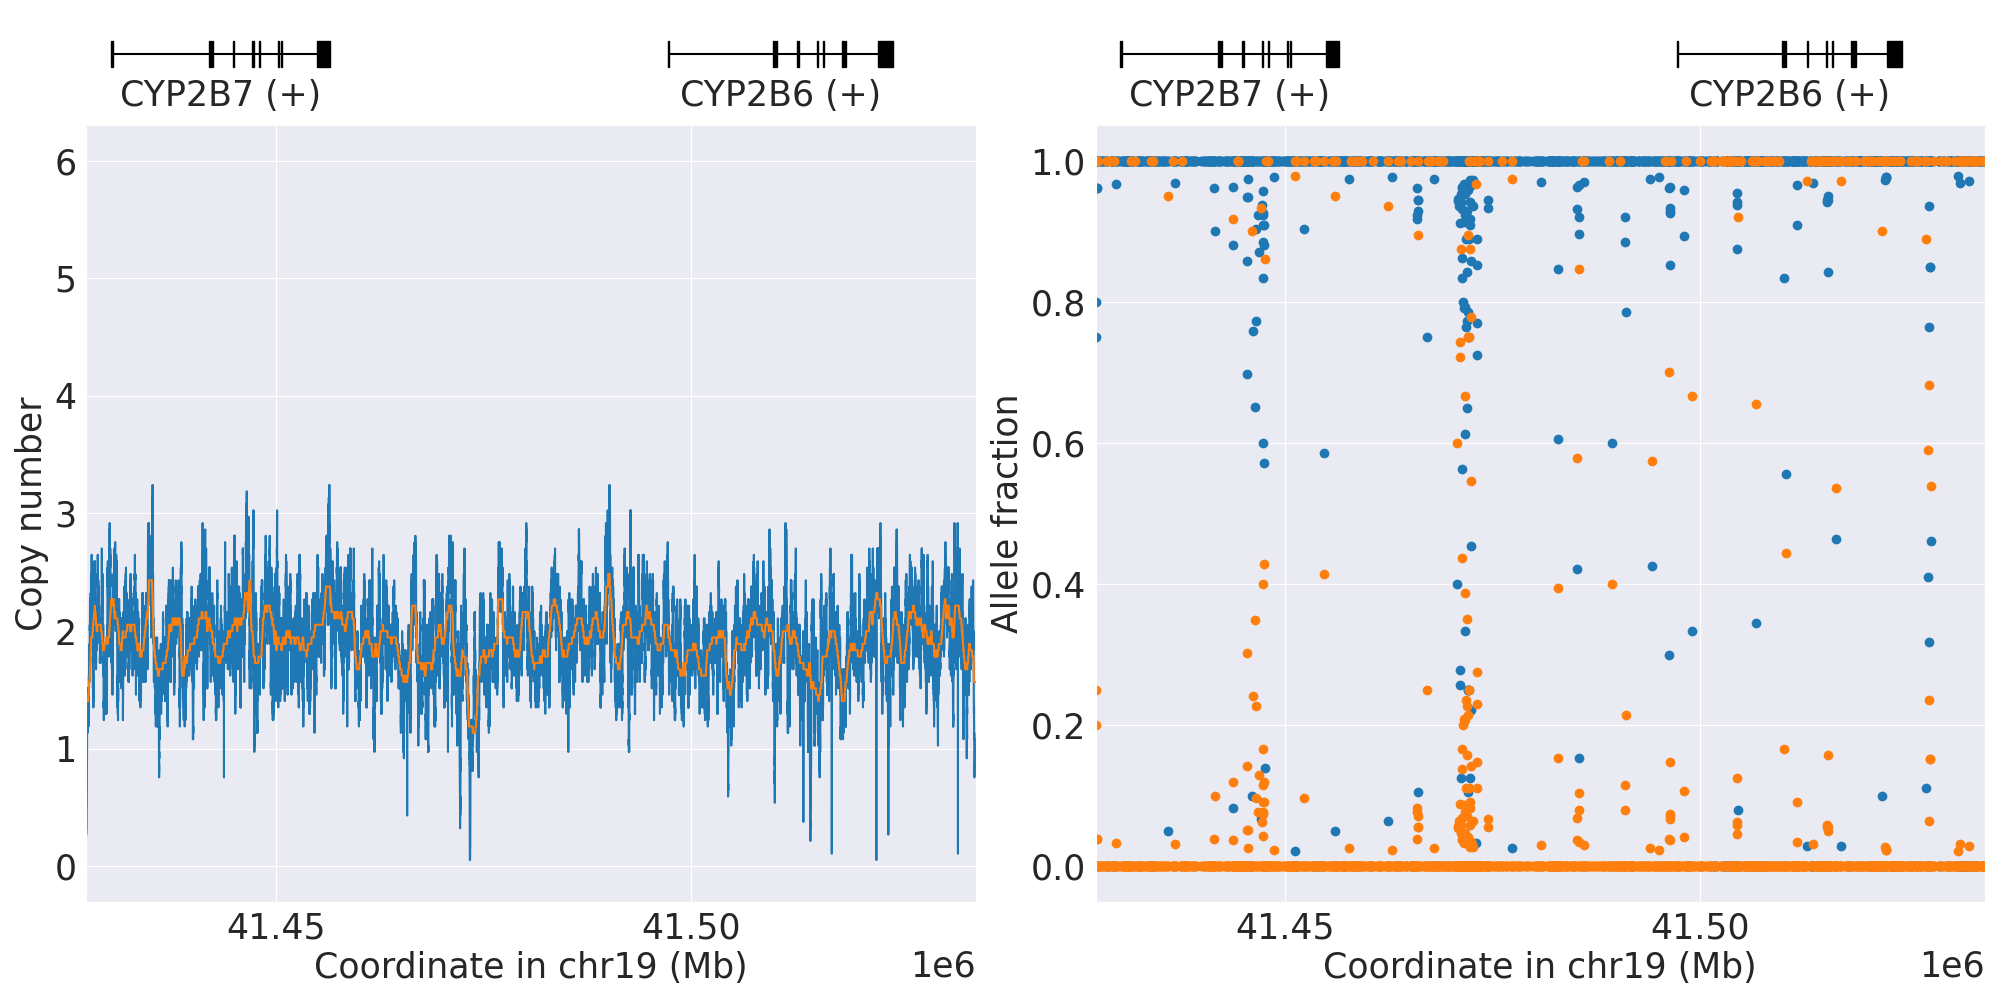 CYP2B7 (+)
CYP2B6 (+)
6
5
4
3
2
1
0
Copy number
41.45
41.50
Coordinate in chr19 (Mb)
1e6
CYP2B7 (+)
CYP2B6 (+)
1.0
0.8
0.6
0.4
0.2
0.0
Allele fraction
41.45
41.50
Coordinate in chr19 (Mb)
1e6